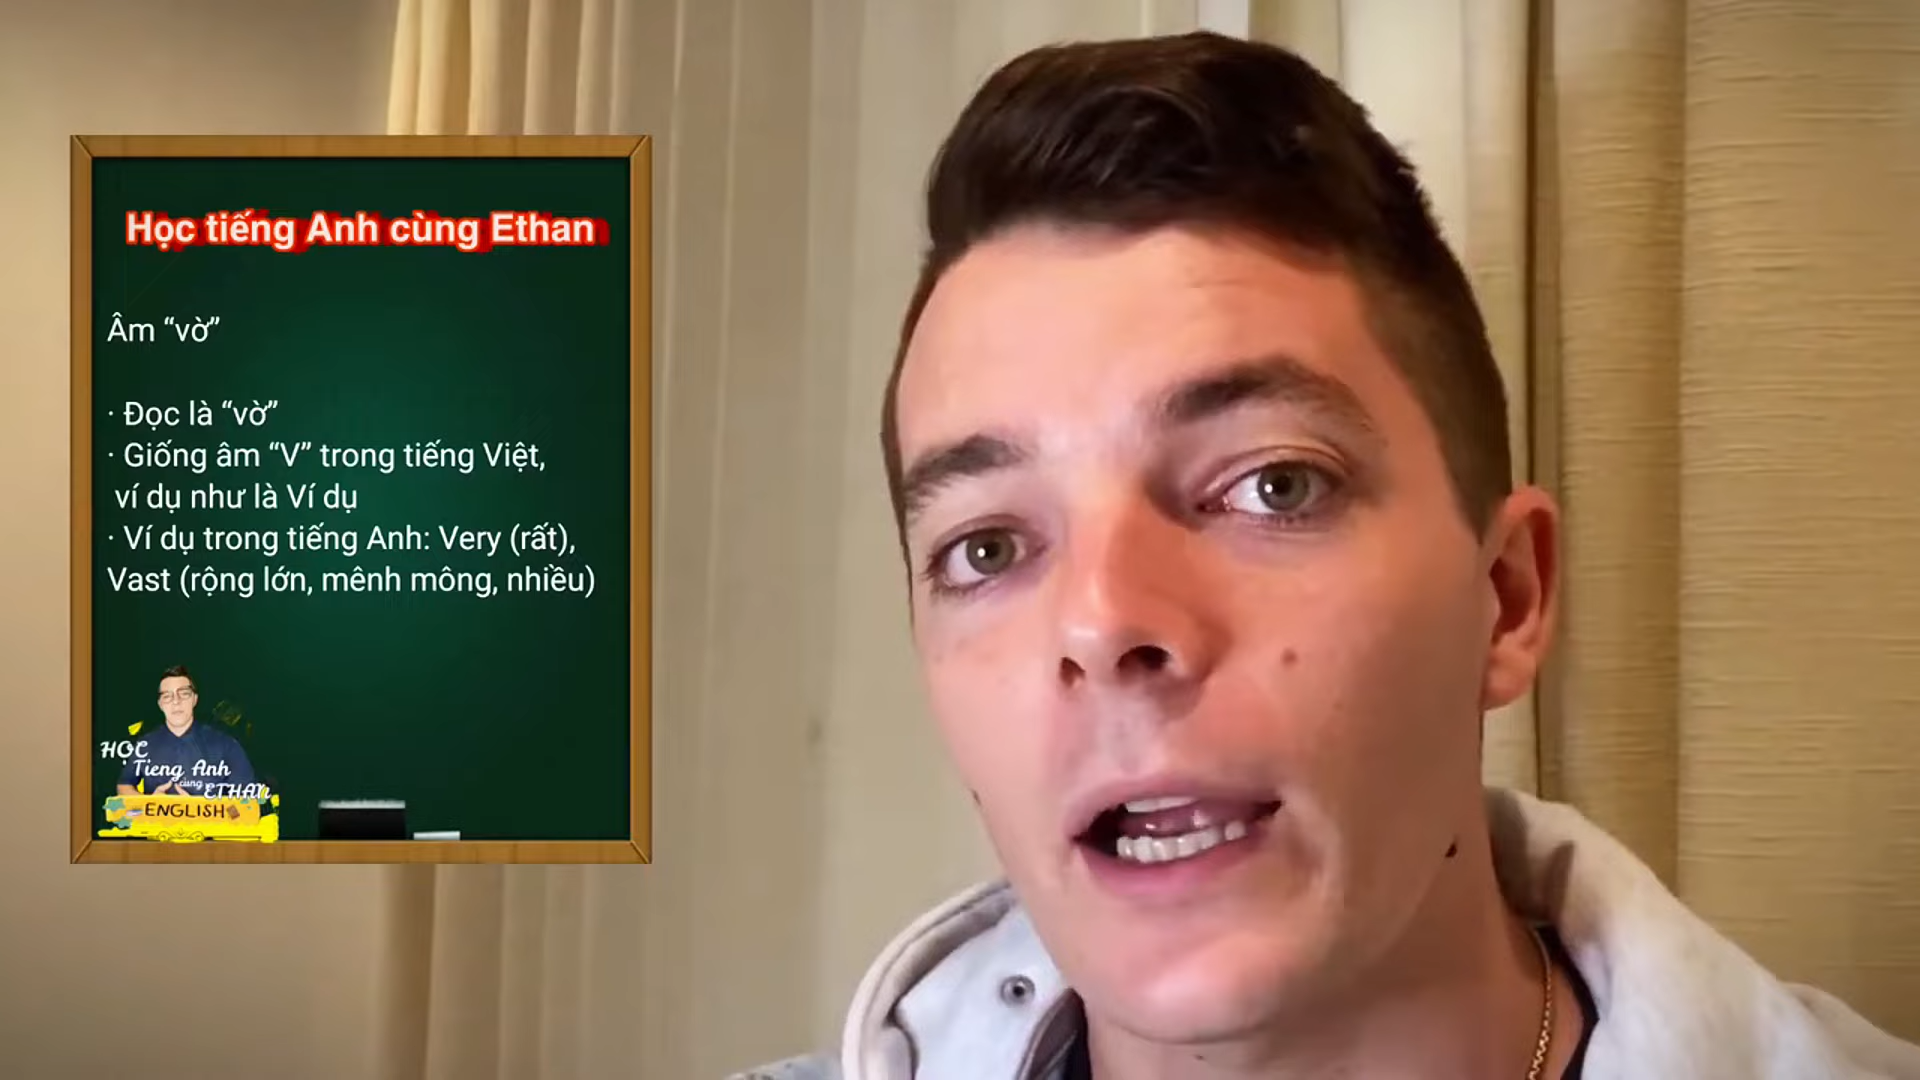 Học tiếng Anh cùng Ethan
Âm “vờ”
· Đọc là “vờ”
· Giống âm “V” trong tiếng Việt,
ví dụ như là Ví dụ
· Ví dụ trong tiếng Anh: Very (rất),
Vast (rộng lớn, mênh mông, nhiều)
HỌC
Tieng Anh
cùng
ETHAN
ENGLISH